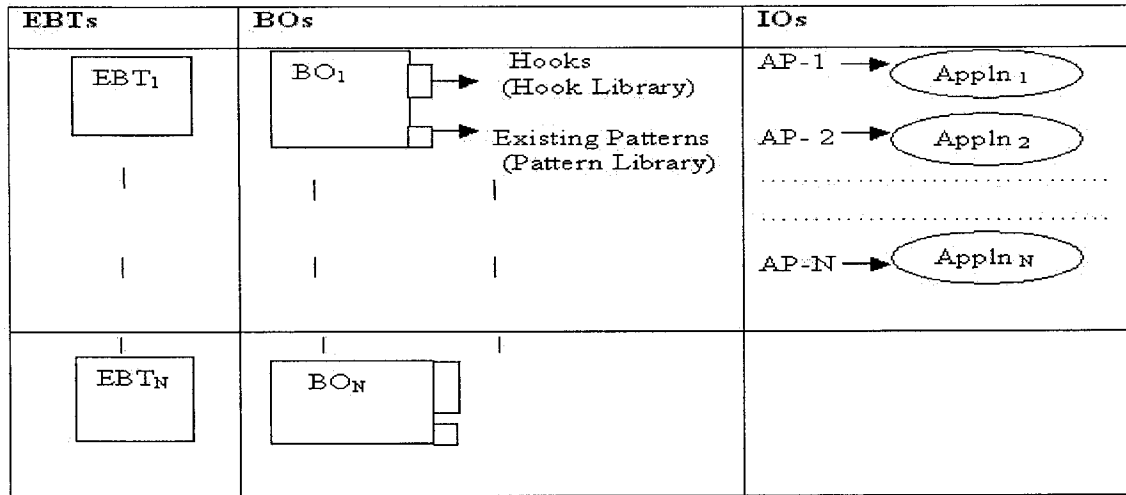 EBTs
BOs
IOs
EBT1
BO1
Hooks
(Hook Library)
Existing Patterns
(Pattern Library)
AP-1
Appln 1
AP- 2
Appln 2
AP-N
Appln N
EBTN
BON